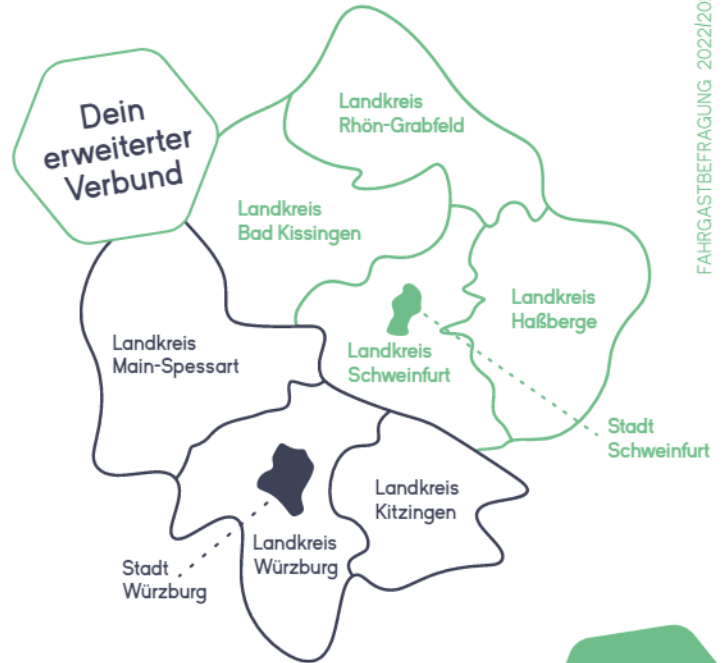 Dein
erweiterter
Verbund
Landkreis
Rhön-Grabfeld
Landkreis
Bad Kissingen
Landkreis
Haßberge
Landkreis
Main-Spessart
Landkreis
Schweinfurt
Stadt
Schweinfurt
Landkreis
Kitzingen
Landkreis
Würzburg
Stadt
Würzburg
FAHRGASTBEFRAGUNG